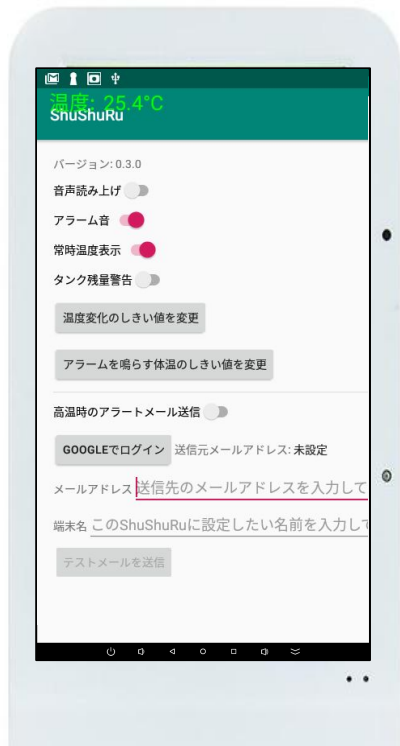 温度: 25.4°C
ShuShuRu
バージョン: 0.3.0
音声読み上げ
アラーム音
常時温度表示
タンク残量警告
温度変化のしきい値を変更
アラームを鳴らす体温のしきい値を変更
高温時のアラートメール送信
GOOGLEでログイン 送信元メールアドレス: 未設定
メールアドレス 送信先のメールアドレスを入力して
端末名 このShuShuRuに設定したい名前を入力して
テストメールを送信